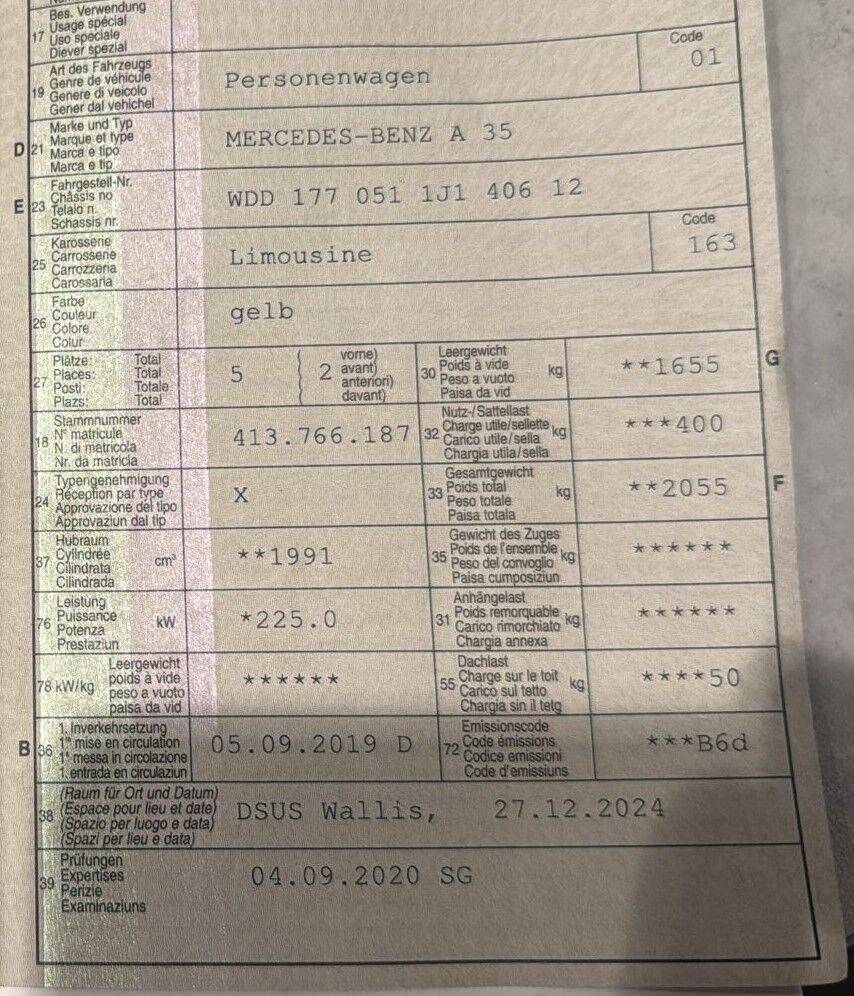 17 Bes. Verwendung
Usage spécial
Uso speciale
Diever spezial
19 Art des Fahrzeugs
Genre de véhicule
Genere di veicolo
Gener dal vehichel
Personenwagen
Code
01
D 21 Marke und Typ
Marque et type
Marca e tipo
Marca e tip
MERCEDES-BENZ A 35
E 23 Fahrgestell-Nr.
Châssis no
Telaio n.
Schassis nr.
WDD 177 051 1J1 406 12
25 Karosserie
Carrosserie
Carrozzeria
Carossaria
Limousine
Code
163
26 Farbe
Couleur
Colore
Colur
gelb
27 Plätze: Total
Places: Total
Posti: Totale
Plazs: Total
5 ( 2 vorne)
avant)
anteriori)
davant)
30 Leergewicht
Poids à vide
Peso a vuoto
Paisa da vid
kg
**1655 G
18 Stammnummer
N° matricule
N. di matricola
Nr. da matricla
413.766.187
32 Nutz-/Sattellast
Charge utile/sellette
Carico utile/sella
Chargia utila/sella
kg
***400
24 Typengenehmigung
Réception par type
Approvazione del tipo
Approvaziun dal tip
X
33 Gesamtgewicht
Poids total
Peso totale
Paisa totala
kg
**2055 F
37 Hubraum
Cylindrée
Cilindrata
Cilindrada
cm³
**1991
35 Gewicht des Zuges
Poids de l'ensemble
Peso del convoglio
Paisa cumposiziun
kg
******
76 Leistung
Puissance
Potenza
Prestaziun
kW
*225.0
31 Anhängelast
Poids remorquable
Carico rimorchiato
Chargia annexa
kg
******
78 kW/kg Leergewicht
poids à vide
peso a vuoto
paisa da vid
******
55 Dachlast
Charge sur le toit
Carico sul tetto
Chargia sin il tetg
kg
****50
B 36 1. Inverkehrsetzung
1re mise en circulation
1a messa in circolazione
1. entrada en circulaziun
05.09.2019 D
72 Emissionscode
Code émissions
Codice emissioni
Code d'emissiuns
***B6d
38 (Raum für Ort und Datum)
(Espace pour lieu et date)
(Spazio per luogo e data)
(Spazi per lieu e data)
DSUS Wallis, 27.12.2024
39 Prüfungen
Expertises
Perizie
Examinaziuns
04.09.2020 SG